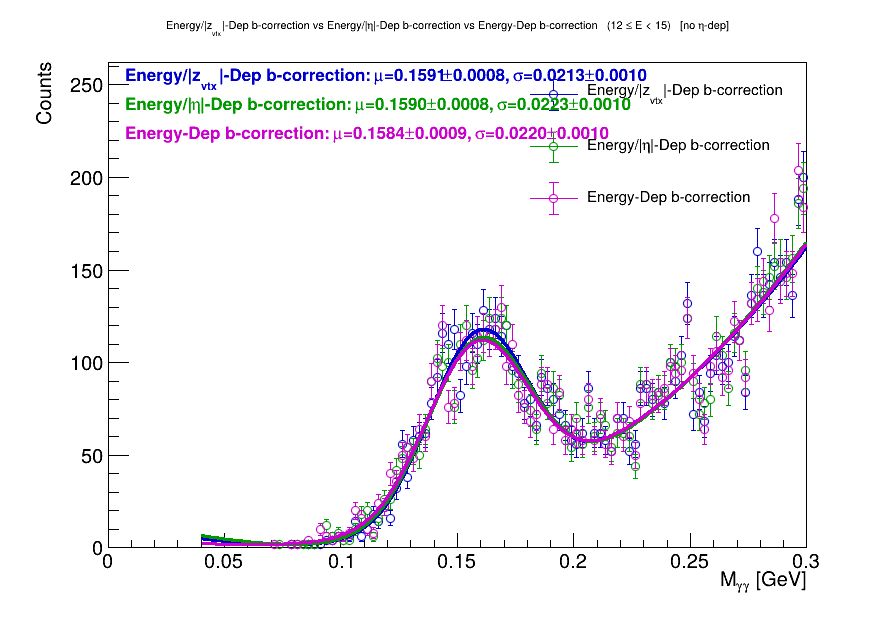 Energy/|z_vtx|-Dep b-correction vs Energy/|η|-Dep b-correction vs Energy-Dep b-correction (12 ≤ E < 15) [no η-dep]
Counts
Energy/|z_vtx|-Dep b-correction: μ=0.1591±0.0008, σ=0.0213±0.0010
Energy/|η|-Dep b-correction: μ=0.1590±0.0008, σ=0.0223±0.0010
Energy-Dep b-correction: μ=0.1584±0.0009, σ=0.0220±0.0010
Energy/|z_vtx|-Dep b-correction
Energy/|η|-Dep b-correction
Energy-Dep b-correction
250
200
150
100
50
0
0 0.05 0.1 0.15 0.2 0.25 0.3
M_γγ [GeV]